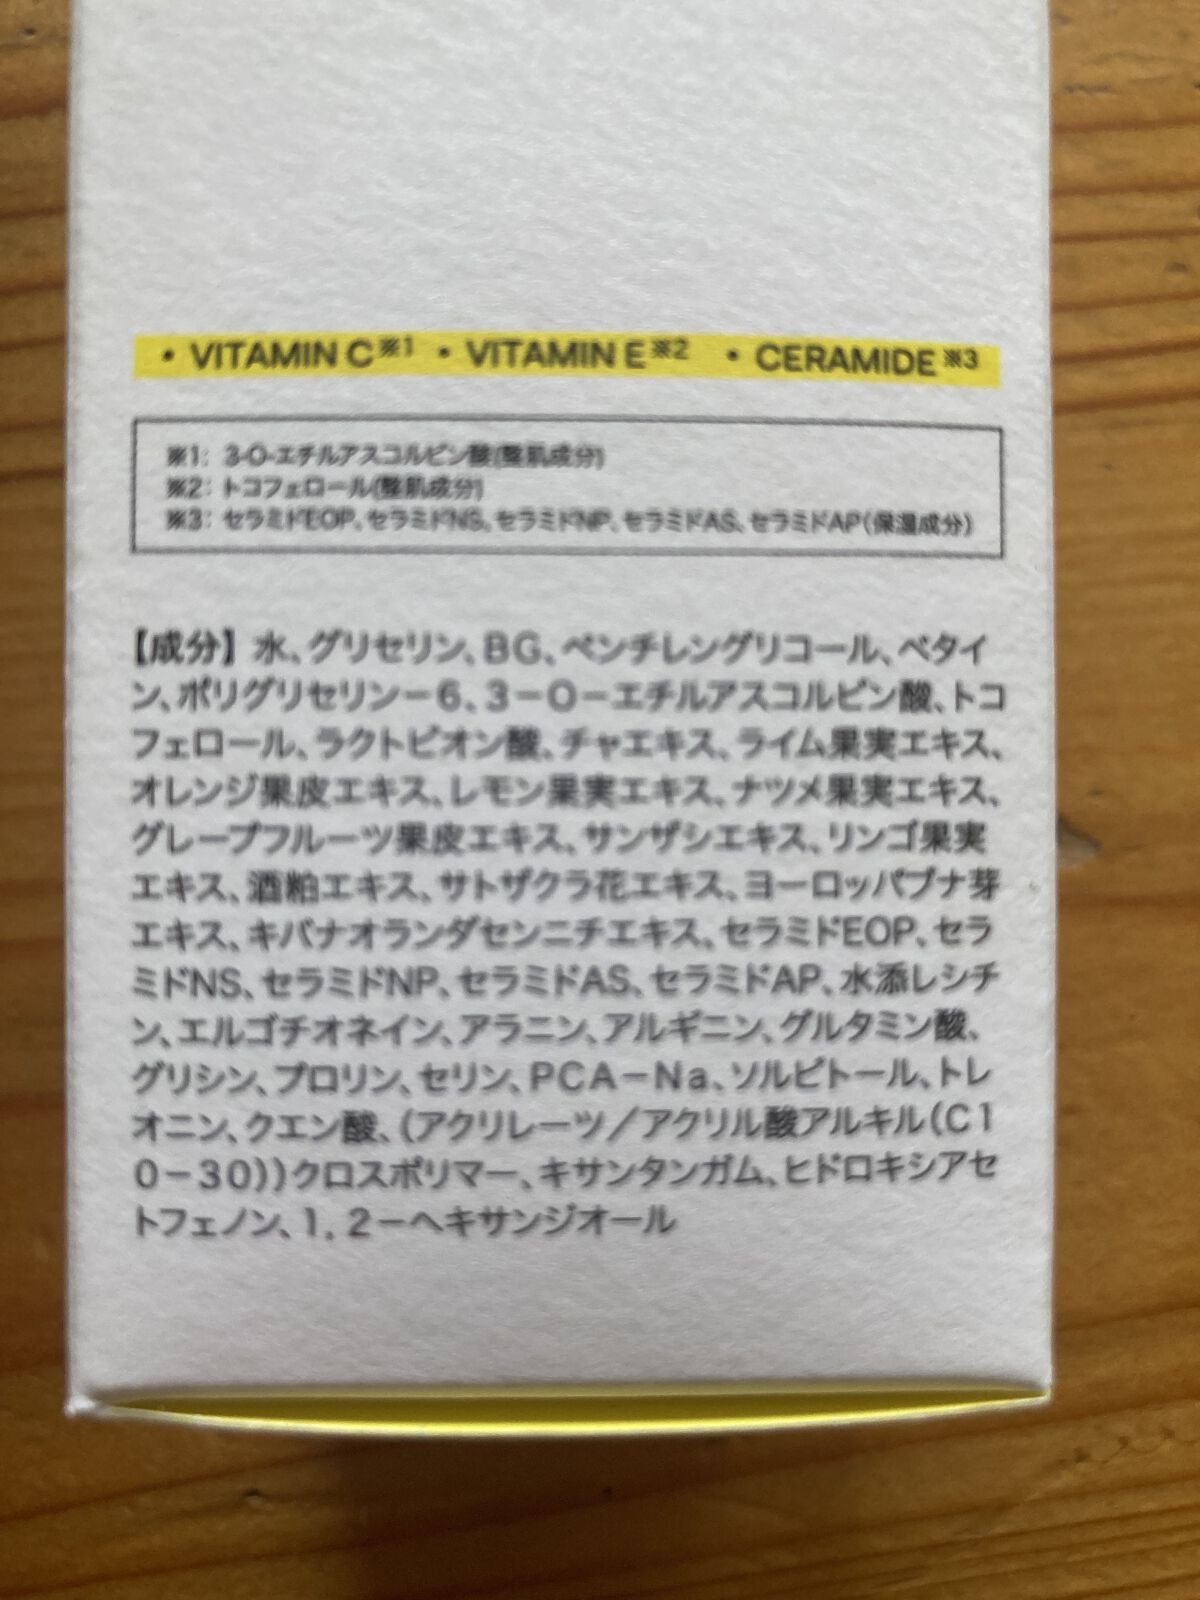 ・VITAMIN C※1 ・VITAMIN E※2 ・CERAMIDE※3
※1: 3-O-エチルアスコルビン酸(整肌成分)
※2: トコフェロール(整肌成分)
※3: セラミドEOP、セラミドNS、セラミドNP、セラミドAS、セラミドAP(保湿成分)
【成分】水、グリセリン、BG、ペンチレングリコール、ベタイ
ン、ポリグリセリン－6、3－O－エチルアスコルビン酸、トコ
フェロール、ラクトビオン酸、チャエキス、ライム果実エキス、
オレンジ果皮エキス、レモン果実エキス、ナツメ果実エキス、
グレープフルーツ果皮エキス、サンザシエキス、リンゴ果実
エキス、酒粕エキス、サトザクラ花エキス、ヨーロッパブナ芽
エキス、キバナオランダセンニチエキス、セラミドEOP、セラ
ミドNS、セラミドNP、セラミドAS、セラミドAP、水添レシチ
ン、エルゴチオネイン、アラニン、アルギニン、グルタミン酸、
グリシン、プロリン、セリン、PCA－Na、ソルビトール、トレ
オニン、クエン酸、(アクリレーツ／アクリル酸アルキル(C1
0－30))クロスポリマー、キサンタンガム、ヒドロキシアセ
トフェノン、1，2－ヘキサンジオール